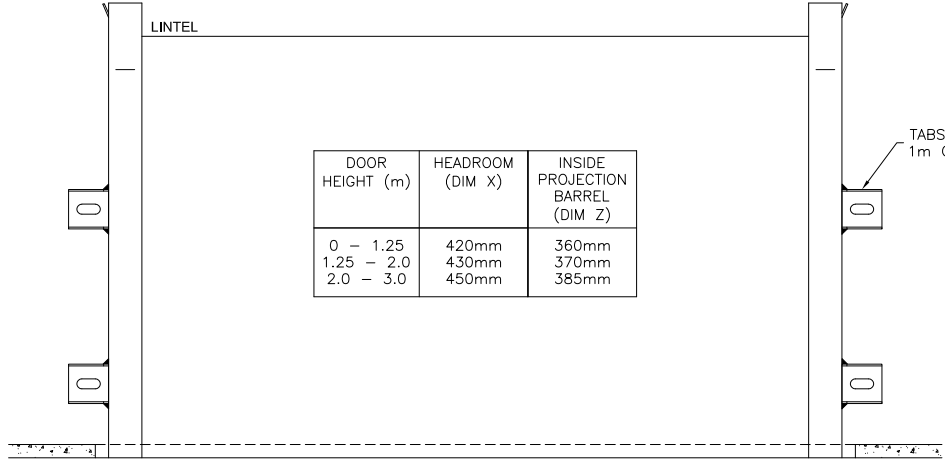 LINTEL
TABS
1m
DOOR HEIGHT (m)
HEADROOM (DIM X)
INSIDE PROJECTION BARREL (DIM Z)
0 - 1.25 420mm 360mm
1.25 - 2.0 430mm 370mm
2.0 - 3.0 450mm 385mm